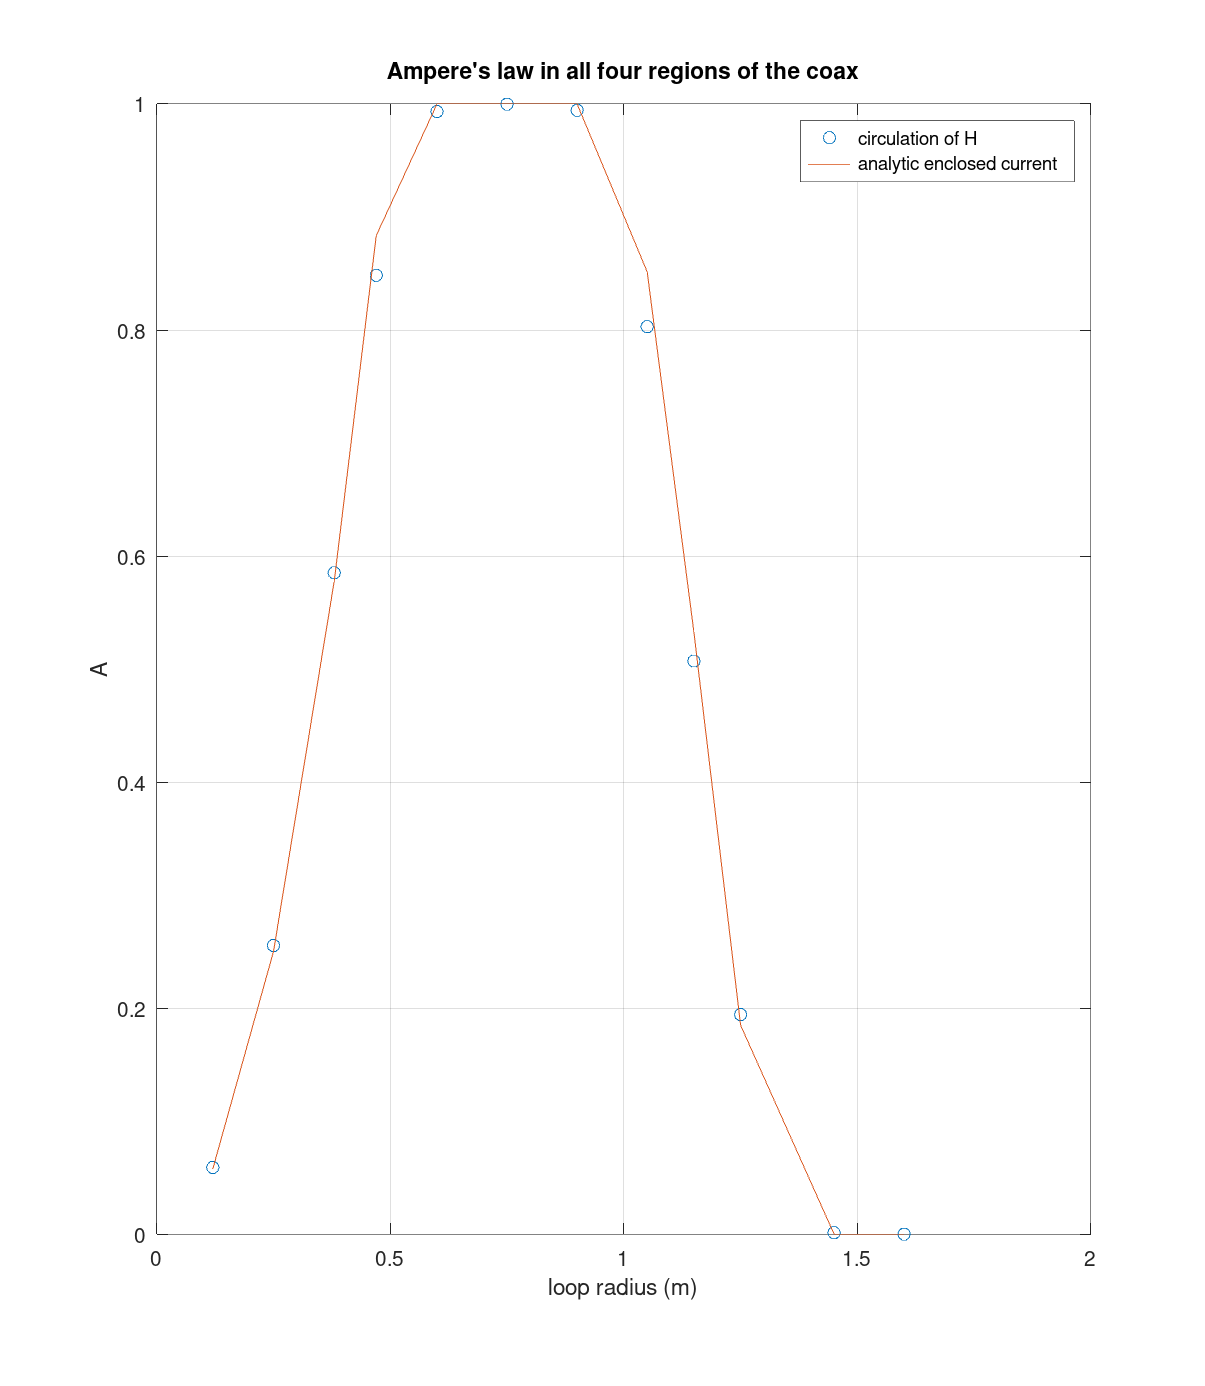 Ampere's law in all four regions of the coax
circulation of H
analytic enclosed current
1
0.8
0.6
0.4
0.2
0
A
0 0.5 1 1.5 2
loop radius (m)